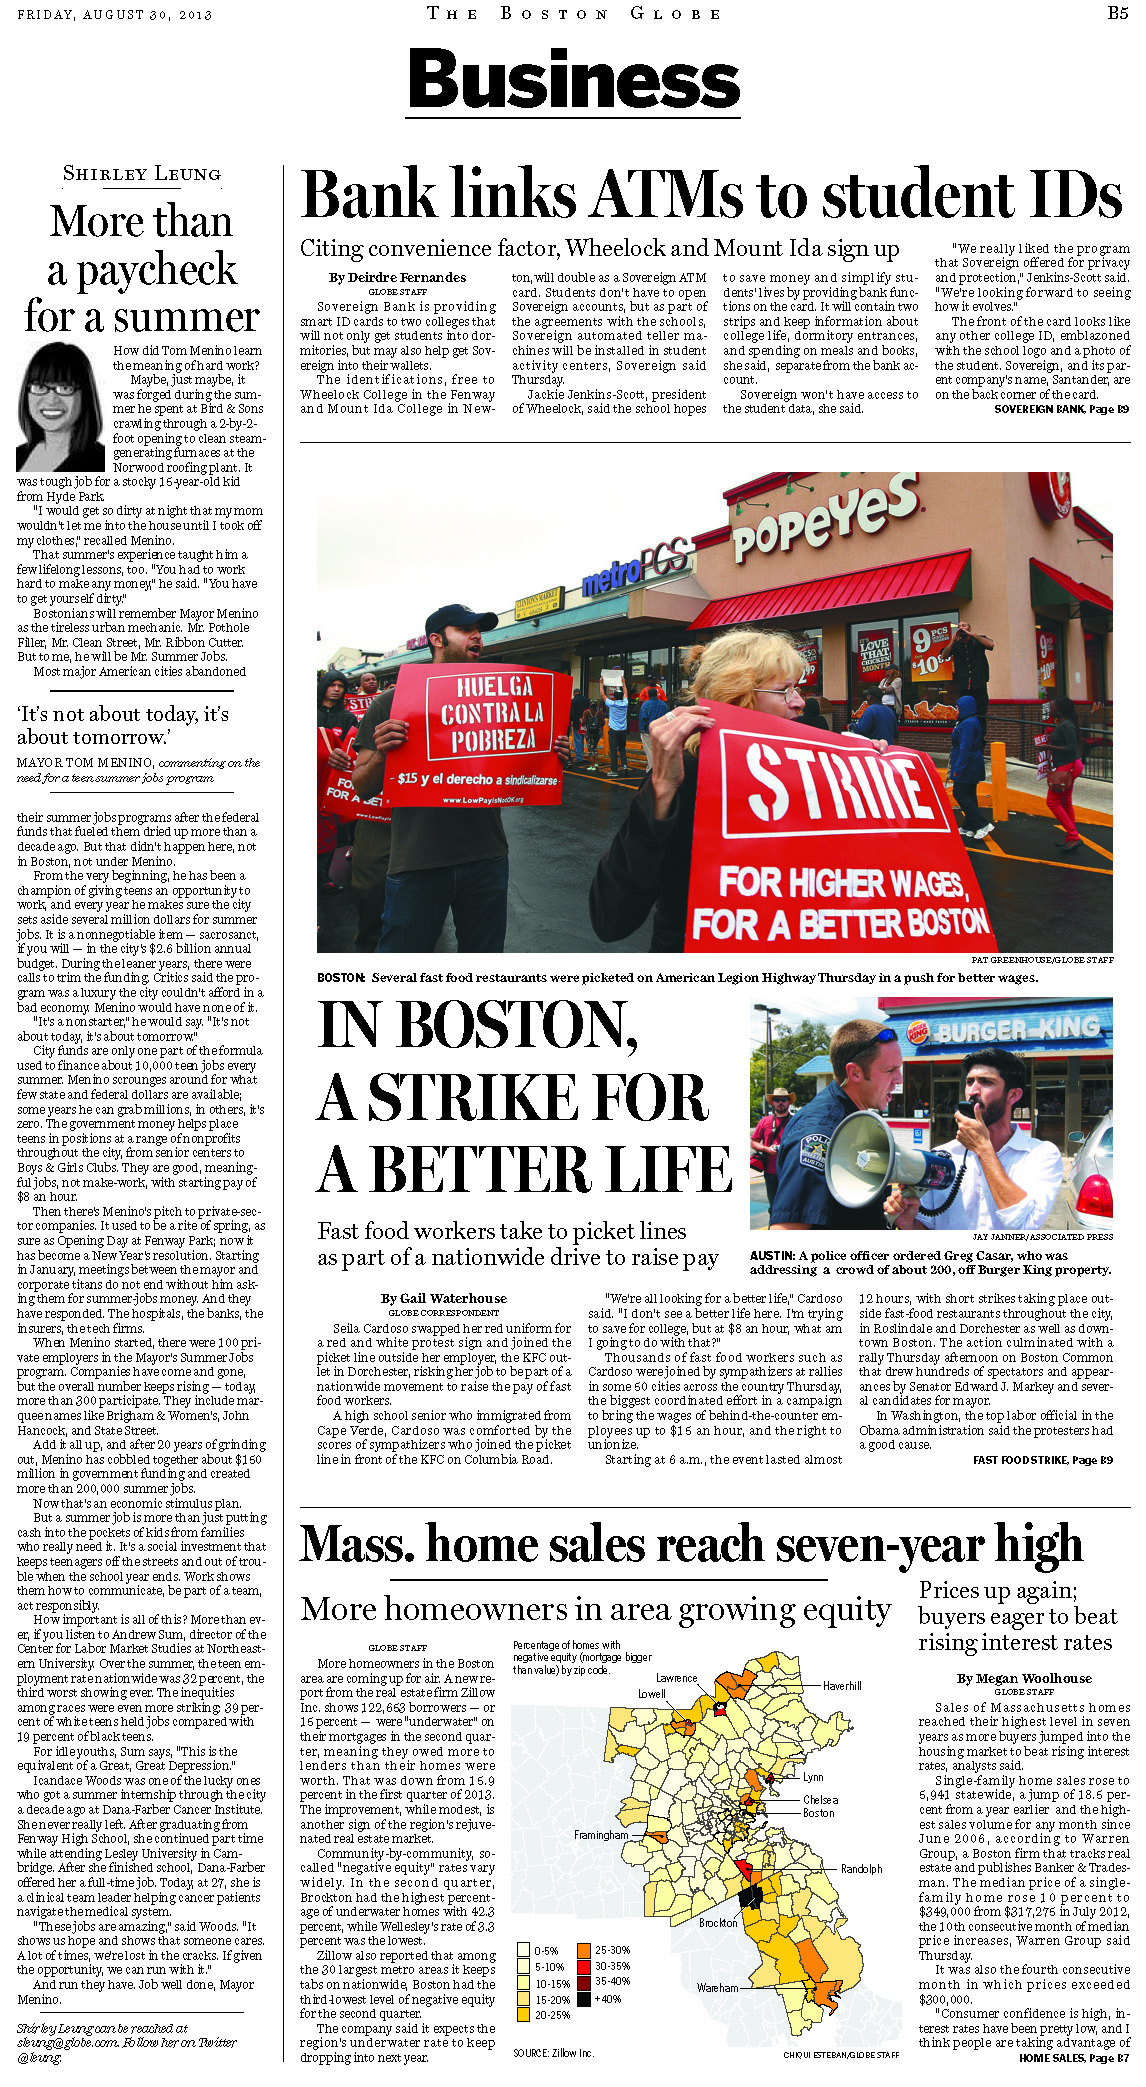 FRIDAY, AUGUST 30, 2013
THE BOSTON GLOBE
B5
Business
SHIRLEY LEUNG
More than
a paycheck
for a summer
How did Tom Menino learn
the meaning of hard work?
Maybe, just maybe, it
was forged during the sum-
mer he spent at Bird & Sons
crawling through a 2-by-2-
foot opening to clean steam-
generating furnaces at the
Norwood roofing plant. It
was tough job for a stocky 15-year-old kid
from Hyde Park.
"I would get so dirty at night that my mom
wouldn't let me into the house until I took off
my clothes," recalled Menino.
That summer's experience taught him a
few lifelong lessons, too. "You had to work
hard to make any money," he said. "You have
to get yourself dirty."
Bostonians will remember Mayor Menino
as the tireless urban mechanic. Mr. Pothole
Filler, Mr. Clean Street, Mr. Ribbon Cutter.
But to me, he will be Mr. Summer Jobs.
Most major American cities abandoned
'It's not about today, it's
about tomorrow.'
MAYOR TOM MENINO, commenting on the
need for a teen summer jobs program
their summer jobs programs after the federal
funds that fueled them dried up more than a
decade ago. But that didn't happen here, not
in Boston, not under Menino.
From the very beginning, he has been a
champion of giving teens an opportunity to
work, and every year he makes sure the city
sets aside several million dollars for summer
jobs. It is a nonnegotiable item — sacrosanct,
if you will — in the city's $2.6 billion annual
budget. During the leaner years, there were
calls to trim the funding. Critics said the pro-
gram was a luxury the city couldn't afford in a
bad economy. Menino would have none of it.
"It's a nonstarter," he would say. "It's not
about today, it's about tomorrow."
City funds are only one part of the formula
used to finance about 10,000 teen jobs every
summer. Menino scrounges around for what
few state and federal dollars are available;
some years he can grab millions, in others, it's
zero. The government money helps place
teens in positions at a range of nonprofits
throughout the city, from senior centers to
Boys & Girls Clubs. They are good, meaning-
ful jobs, not make-work, with starting pay of
$8 an hour.
Then there's Menino's pitch to private-sec-
tor companies. It used to be a rite of spring, as
sure as Opening Day at Fenway Park; now it
has become a New Year's resolution. Starting
in January, meetings between the mayor and
corporate titans do not end without him ask-
ing them for summer-jobs money. And they
have responded. The hospitals, the banks, the
insurers, the tech firms.
When Menino started, there were 100 pri-
vate employers in the Mayor's Summer Jobs
program. Companies have come and gone,
but the overall number keeps rising — today,
more than 300 participate. They include mar-
quee names like Brigham & Women's, John
Hancock, and State Street.
Add it all up, and after 20 years of grinding
out, Menino has cobbled together about $150
million in government funding and created
more than 200,000 summer jobs.
Now that's an economic stimulus plan.
But a summer job is more than just putting
cash into the pockets of kids from families
who really need it. It's a social investment that
keeps teenagers off the streets and out of trou-
ble when the school year ends. Work shows
them how to communicate, be part of a team,
act responsibly.
How important is all of this? More than ev-
er, if you listen to Andrew Sum, director of the
Center for Labor Market Studies at Northeast-
ern University. Over the summer, the teen em-
ployment rate nationwide was 32 percent, the
third worst showing ever. The inequities
among races were even more striking: 39 per-
cent of white teens held jobs compared with
19 percent of black teens.
For idle youths, Sum says, "This is the
equivalent of a Great, Great Depression."
Icandace Woods was one of the lucky ones
who got a summer internship through the city
a decade ago at Dana-Farber Cancer Institute.
She never really left. After graduating from
Fenway High School, she continued part time
while attending Lesley University in Cam-
bridge. After she finished school, Dana-Farber
offered her a full-time job. Today, at 27, she is
a clinical team leader helping cancer patients
navigate the medical system.
"These jobs are amazing," said Woods. "It
shows us hope and shows that someone cares.
A lot of times, we're lost in the cracks. If given
the opportunity, we can run with it."
And run they have. Job well done, Mayor
Menino.
Shirley Leung can be reached at
sleung@globe.com. Follow her on Twitter
@leung.
Bank links ATMs to student IDs
Citing convenience factor, Wheelock and Mount Ida sign up
By Deirdre Fernandes
GLOBE STAFF
Sovereign Bank is providing
smart ID cards to two colleges that
will not only get students into dor-
mitories, but may also help get Sov-
ereign into their wallets.
The identifications, free to
Wheelock College in the Fenway
and Mount Ida College in New-
ton, will double as a Sovereign ATM
card. Students don't have to open
Sovereign accounts, but as part of
the agreements with the schools,
Sovereign automated teller ma-
chines will be installed in student
activity centers, Sovereign said
Thursday.
Jackie Jenkins-Scott, president
of Wheelock, said the school hopes
to save money and simplify stu-
dents' lives by providing bank func-
tions on the card. It will contain two
strips and keep information about
college life, dormitory entrances,
and spending on meals and books,
she said, separate from the bank ac-
count.
Sovereign won't have access to
the student data, she said.
"We really liked the program
that Sovereign offered for privacy
and protection," Jenkins-Scott said.
"We're looking forward to seeing
how it evolves."
The front of the card looks like
any other college ID, emblazoned
with the school logo and a photo of
the student. Sovereign, and its par-
ent company's name, Santander, are
on the back corner of the card.
SOVEREIGN BANK, Page B9
POPEYES
metroPCS
CLINTON'S MARKET
IT'S
LOVE
THAT
CHICKEN!
MONTH
9 PCS
$10
HUELGA
CONTRA LA
POBREZA
- $15 y el derecho a sindicalizarse-
www.LowPayIsNotOK.org
STRIKE
FOR HIGHER WAGES,
FOR A BETTER BOSTON
PAT GREENHOUSE/GLOBE STAFF
BOSTON: Several fast food restaurants were picketed on American Legion Highway Thursday in a push for better wages.
IN BOSTON,
A STRIKE FOR
A BETTER LIFE
Fast food workers take to picket lines
as part of a nationwide drive to raise pay
BURGER KING
POLICE
AUSTIN
JAY JANNER/ASSOCIATED PRESS
AUSTIN: A police officer ordered Greg Casar, who was
addressing a crowd of about 200, off Burger King property.
By Gail Waterhouse
GLOBE CORRESPONDENT
Seila Cardoso swapped her red uniform for
a red and white protest sign and joined the
picket line outside her employer, the KFC out-
let in Dorchester, risking her job to be part of a
nationwide movement to raise the pay of fast
food workers.
A high school senior who immigrated from
Cape Verde, Cardoso was comforted by the
scores of sympathizers who joined the picket
line in front of the KFC on Columbia Road.
"We're all looking for a better life," Cardoso
said. "I don't see a better life here. I'm trying
to save for college, but at $8 an hour, what am
I going to do with that?"
Thousands of fast food workers such as
Cardoso were joined by sympathizers at rallies
in some 60 cities across the country Thursday,
the biggest coordinated effort in a campaign
to bring the wages of behind-the-counter em-
ployees up to $15 an hour, and the right to
unionize.
Starting at 6 a.m., the event lasted almost
12 hours, with short strikes taking place out-
side fast-food restaurants throughout the city,
in Roslindale and Dorchester as well as down-
town Boston. The action culminated with a
rally Thursday afternoon on Boston Common
that drew hundreds of spectators and appear-
ances by Senator Edward J. Markey and sever-
al candidates for mayor.
In Washington, the top labor official in the
Obama administration said the protesters had
a good cause.
FAST FOOD STRIKE, Page B9
Mass. home sales reach seven-year high
More homeowners in area growing equity
GLOBE STAFF
More homeowners in the Boston
area are coming up for air. A new re-
port from the real estate firm Zillow
Inc. shows 122,653 borrowers — or
15 percent — were "underwater" on
their mortgages in the second quar-
ter, meaning they owed more to
lenders than their homes were
worth. That was down from 15.9
percent in the first quarter of 2013.
The improvement, while modest, is
another sign of the region's rejuve-
nated real estate market.
Community-by-community, so-
called "negative equity" rates vary
widely. In the second quarter,
Brockton had the highest percent-
age of underwater homes with 42.3
percent, while Wellesley's rate of 3.3
percent was the lowest.
Zillow also reported that among
the 30 largest metro areas it keeps
tabs on nationwide, Boston had the
third-lowest level of negative equity
for the second quarter.
The company said it expects the
region's underwater rate to keep
dropping into next year.
Percentage of homes with
negative equity (mortgage bigger
than value) by zip code.
Lawrence
Lowell
Haverhill
Lynn
Chelsea
Boston
Framingham
Randolph
Brockton
Wareham
0-5%
5-10%
10-15%
15-20%
20-25%
25-30%
30-35%
35-40%
+40%
SOURCE: Zillow Inc.
CHIQUI ESTEBAN/GLOBE STAFF
Prices up again;
buyers eager to beat
rising interest rates
By Megan Woolhouse
GLOBE STAFF
Sales of Massachusetts homes
reached their highest level in seven
years as more buyers jumped into the
housing market to beat rising interest
rates, analysts said.
Single-family home sales rose to
5,941 statewide, a jump of 18.5 per-
cent from a year earlier and the high-
est sales volume for any month since
June 2006, according to Warren
Group, a Boston firm that tracks real
estate and publishes Banker & Trades-
man. The median price of a single-
family home rose 10 percent to
$349,000 from $317,275 in July 2012,
the 10th consecutive month of median
price increases, Warren Group said
Thursday.
It was also the fourth consecutive
month in which prices exceeded
$300,000.
"Consumer confidence is high, in-
terest rates have been pretty low, and I
think people are taking advantage of
HOME SALES, Page B7